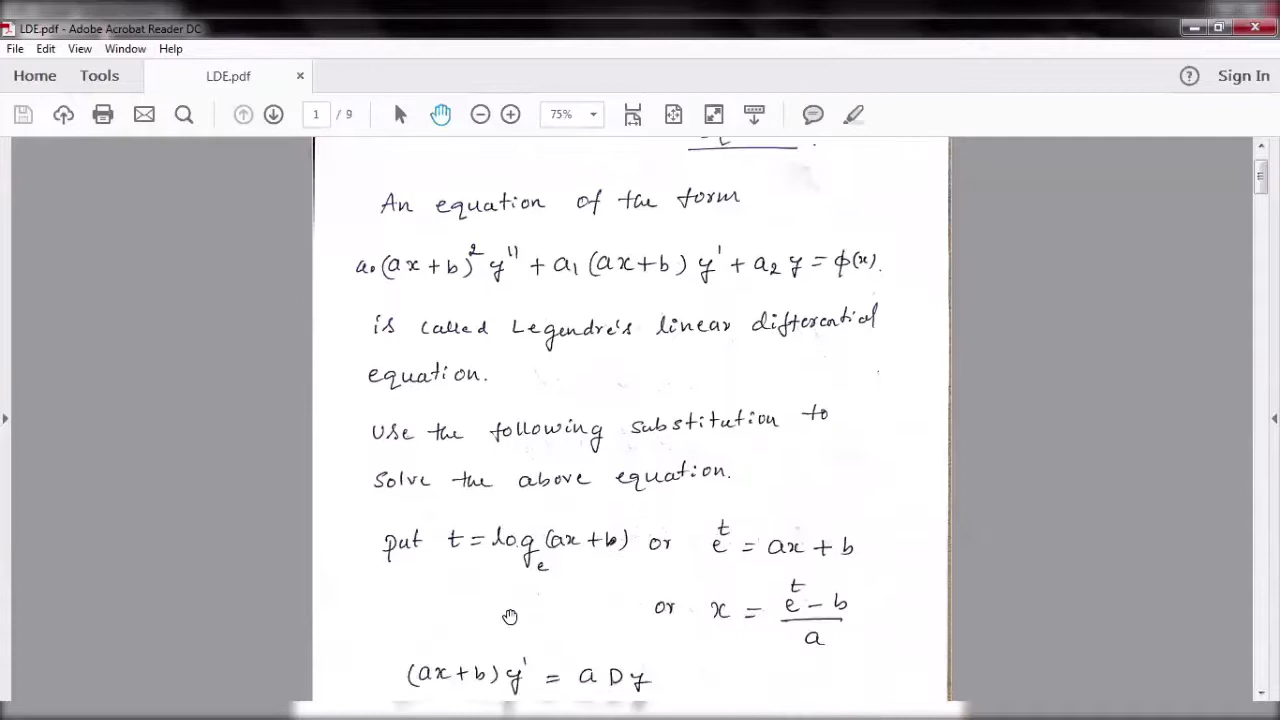 LDE.pdf - Adobe Acrobat Reader DC
File Edit View Window Help
Home Tools LDE.pdf × ? Sign In
1 / 9 75%
An equation of the form
a₀(ax+b)² y'' + a₁ (ax+b) y' + a₂ y = φ(x).
is called Legendre's linear differential
equation.
Use the following substitution to
solve the above equation.
put t = logₑ(ax+b) or eᵗ = ax + b
or x = (eᵗ - b)/a
(ax+b) y' = a D y